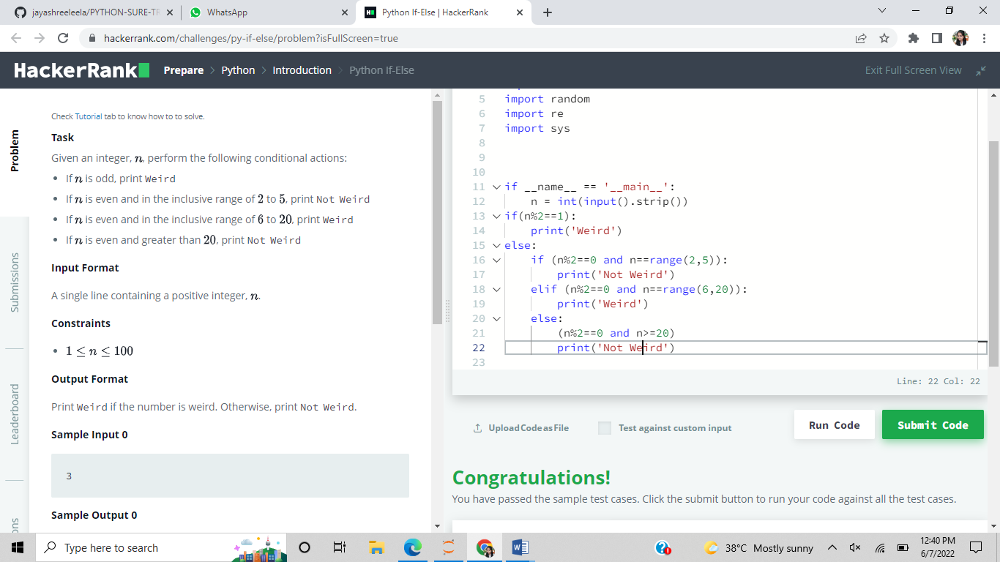 jayashreeleela/PYTHON-SURE-TR
WhatsApp
Python If-Else | HackerRank
hackerrank.com/challenges/py-if-else/problem?isFullScreen=true
HackerRank
Prepare > Python > Introduction > Python If-Else
Exit Full Screen View
Problem
Submissions
Leaderboard
ons
Check Tutorial tab to know how to to solve.
Task
Given an integer, n, perform the following conditional actions:
• If n is odd, print Weird
• If n is even and in the inclusive range of 2 to 5, print Not Weird
• If n is even and in the inclusive range of 6 to 20, print Weird
• If n is even and greater than 20, print Not Weird
Input Format
A single line containing a positive integer, n.
Constraints
• 1 ≤ n ≤ 100
Output Format
Print Weird if the number is weird. Otherwise, print Not Weird.
Sample Input 0
3
Sample Output 0
5 import random
6 import re
7 import sys
8
9
10
11 if __name__ == '__main__':
12     n = int(input().strip())
13 if(n%2==1):
14     print('Weird')
15 else:
16     if (n%2==0 and n==range(2,5)):
17         print('Not Weird')
18     elif (n%2==0 and n==range(6,20)):
19         print('Weird')
20     else:
21         (n%2==0 and n>=20)
22         print('Not Weird')
23
Line: 22 Col: 22
Upload Code as File
Test against custom input
Run Code
Submit Code
Congratulations!
You have passed the sample test cases. Click the submit button to run your code against all the test cases.
Type here to search
38°C Mostly sunny
12:40 PM
6/7/2022